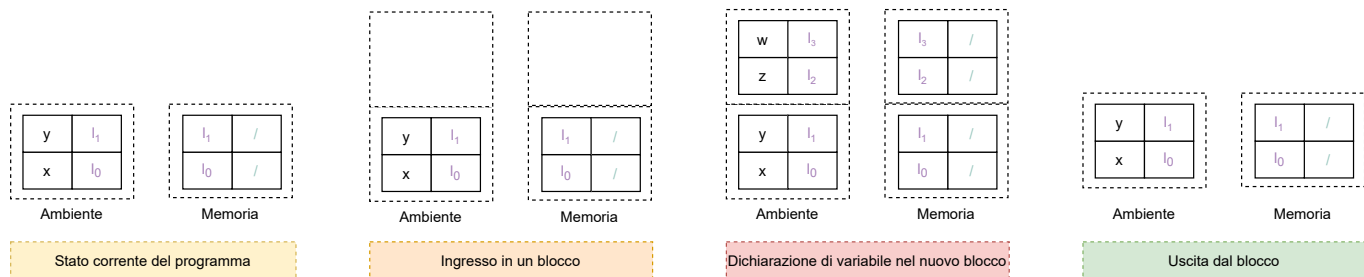 y l1 l1 /
x l0 l0 /
Ambiente Memoria
Stato corrente del programma
y l1 l1 /
x l0 l0 /
Ambiente Memoria
Ingresso in un blocco
w l3 l3 /
z l2 l2 /
y l1 l1 /
x l0 l0 /
Ambiente Memoria
Dichiarazione di variabile nel nuovo blocco
y l1 l1 /
x l0 l0 /
Ambiente Memoria
Uscita dal blocco